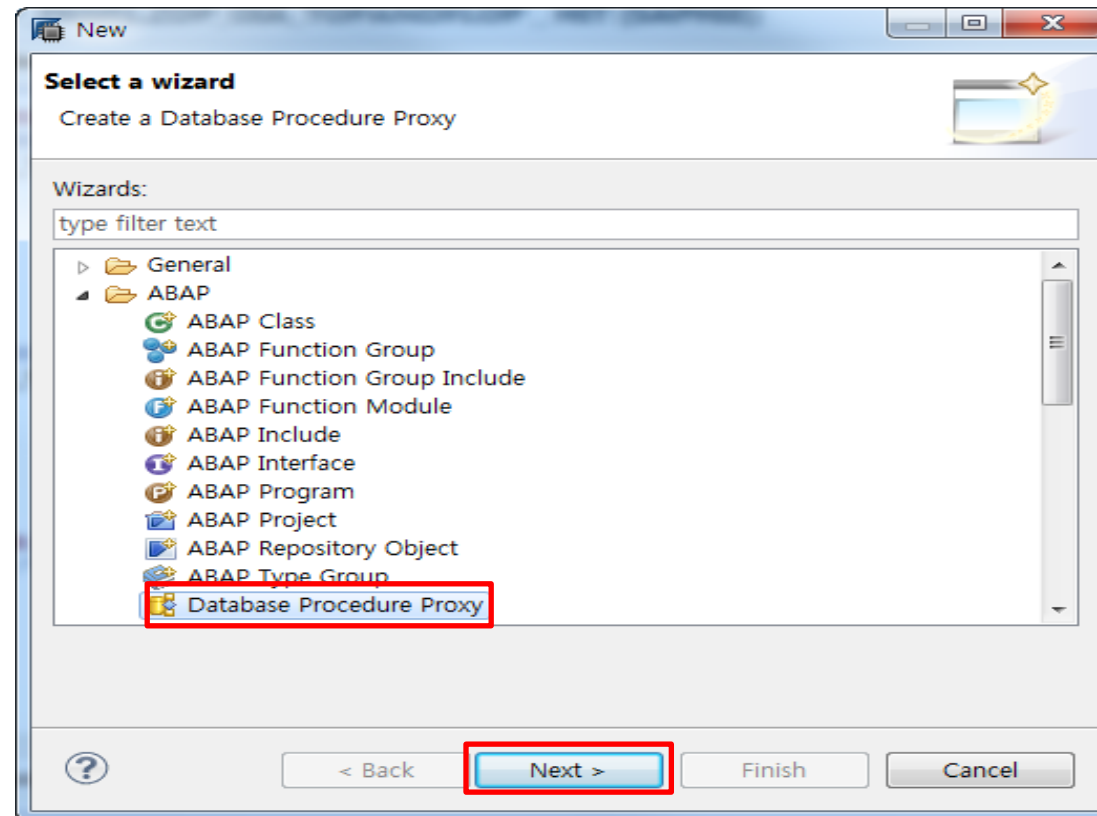 New
Select a wizard
Create a Database Procedure Proxy
Wizards:
type filter text
General
ABAP
ABAP Class
ABAP Function Group
ABAP Function Group Include
ABAP Function Module
ABAP Include
ABAP Interface
ABAP Program
ABAP Project
ABAP Repository Object
ABAP Type Group
Database Procedure Proxy
? < Back Next > Finish Cancel